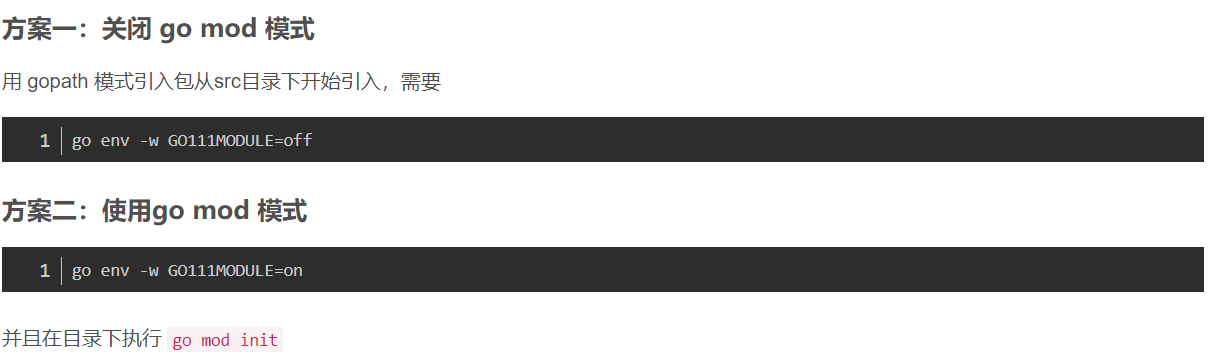 方案一：关闭 go mod 模式
用 gopath 模式引入包从src目录下开始引入，需要
1 go env -w GO111MODULE=off
方案二：使用go mod 模式
1 go env -w GO111MODULE=on
并且在目录下执行 go mod init